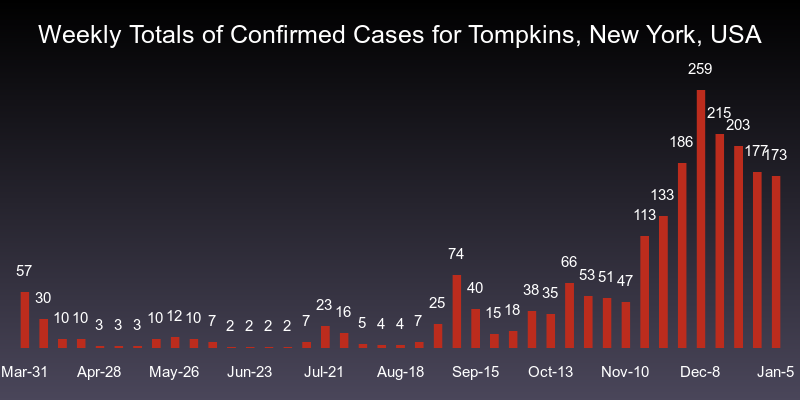 Weekly Totals of Confirmed Cases for Tompkins, New York, USA
57 30 10 10 3 3 3 10 12 10 7 2 2 2 2 7 23 16 5 4 4 7 25 74 40 15 18 38 35 66 53 51 47 113 133 186 259 215 203 177 173
Mar-31 Apr-28 May-26 Jun-23 Jul-21 Aug-18 Sep-15 Oct-13 Nov-10 Dec-8 Jan-5